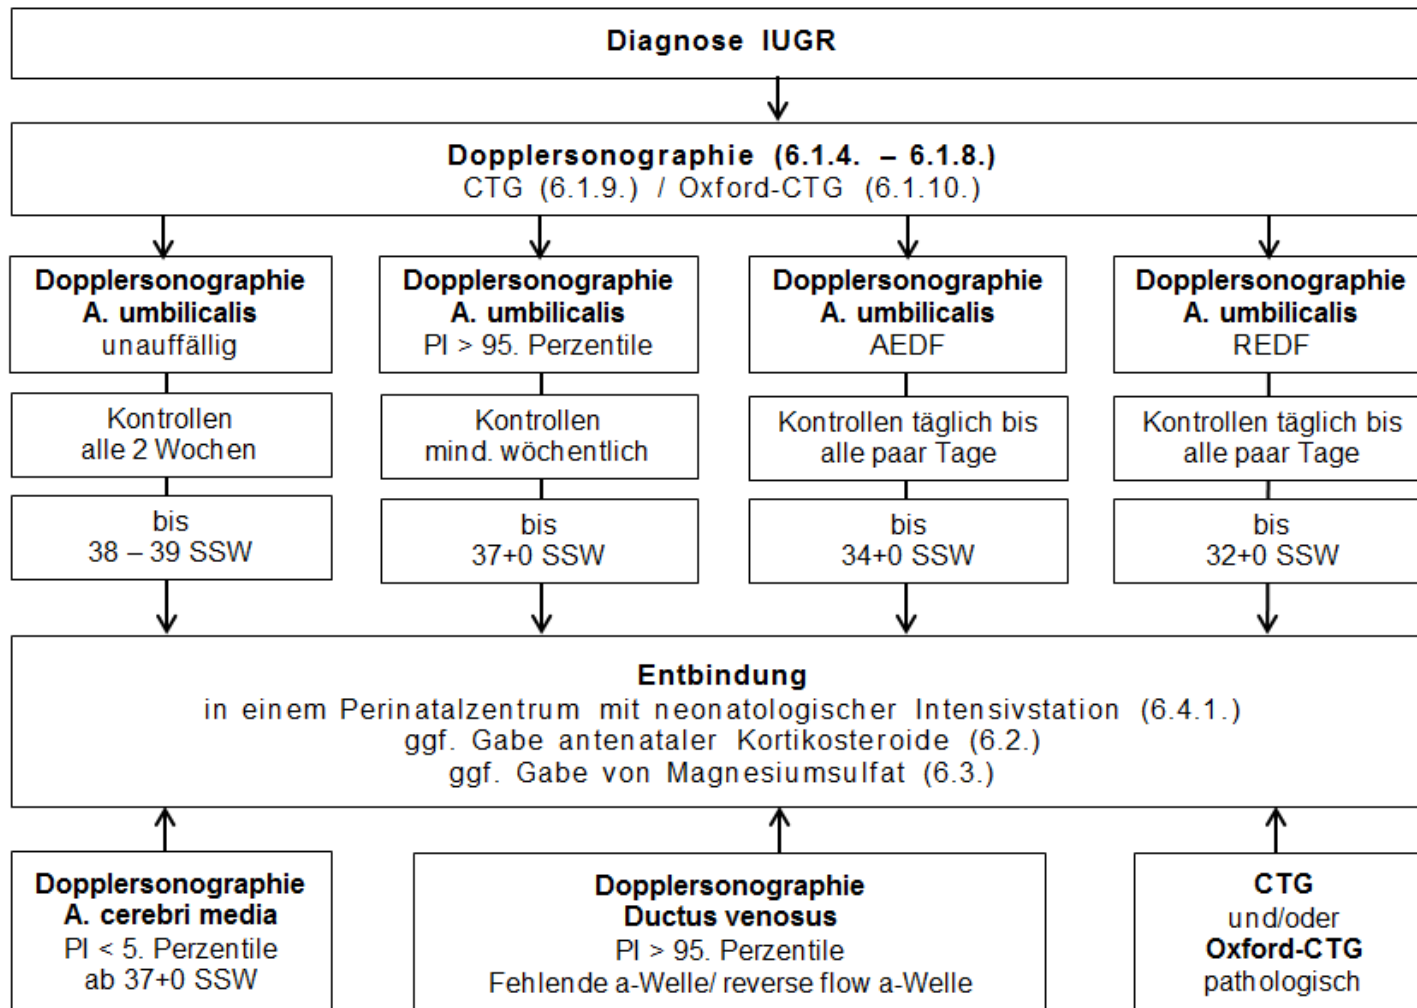 Diagnose IUGR
Dopplersonographie (6.1.4. – 6.1.8.)
CTG (6.1.9.) / Oxford-CTG (6.1.10.)
Dopplersonographie
A. umbilicalis
unauffällig
Dopplersonographie
A. umbilicalis
PI > 95. Perzentile
Dopplersonographie
A. umbilicalis
AEDF
Dopplersonographie
A. umbilicalis
REDF
Kontrollen
alle 2 Wochen
Kontrollen
mind. wöchentlich
Kontrollen täglich bis
alle paar Tage
Kontrollen täglich bis
alle paar Tage
bis
38 – 39 SSW
bis
37+0 SSW
bis
34+0 SSW
bis
32+0 SSW
Entbindung
in einem Perinatalzentrum mit neonatologischer Intensivstation (6.4.1.)
ggf. Gabe antenataler Kortikosteroide (6.2.)
ggf. Gabe von Magnesiumsulfat (6.3.)
Dopplersonographie
A. cerebri media
PI < 5. Perzentile
ab 37+0 SSW
Dopplersonographie
Ductus venosus
PI > 95. Perzentile
Fehlende a-Welle/ reverse flow a-Welle
CTG
und/oder
Oxford-CTG
pathologisch